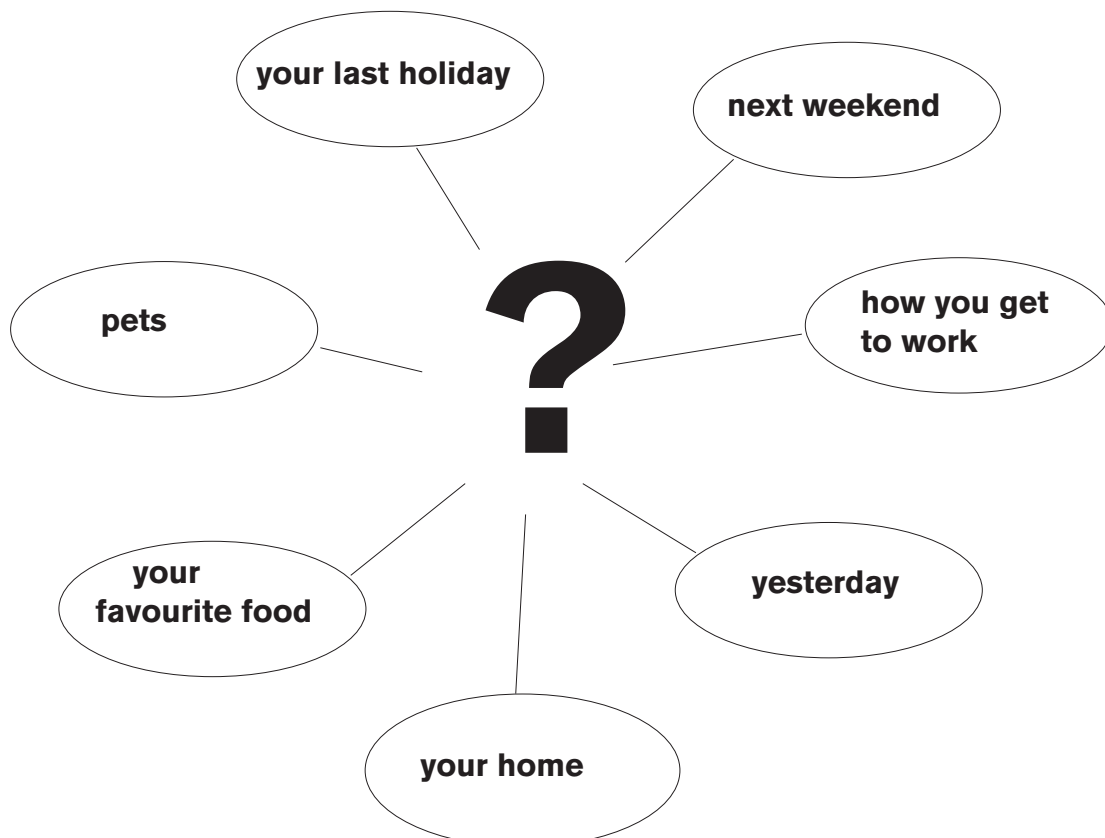 your last holiday
next weekend
pets
?
how you get
to work
your
favourite food
yesterday
your home